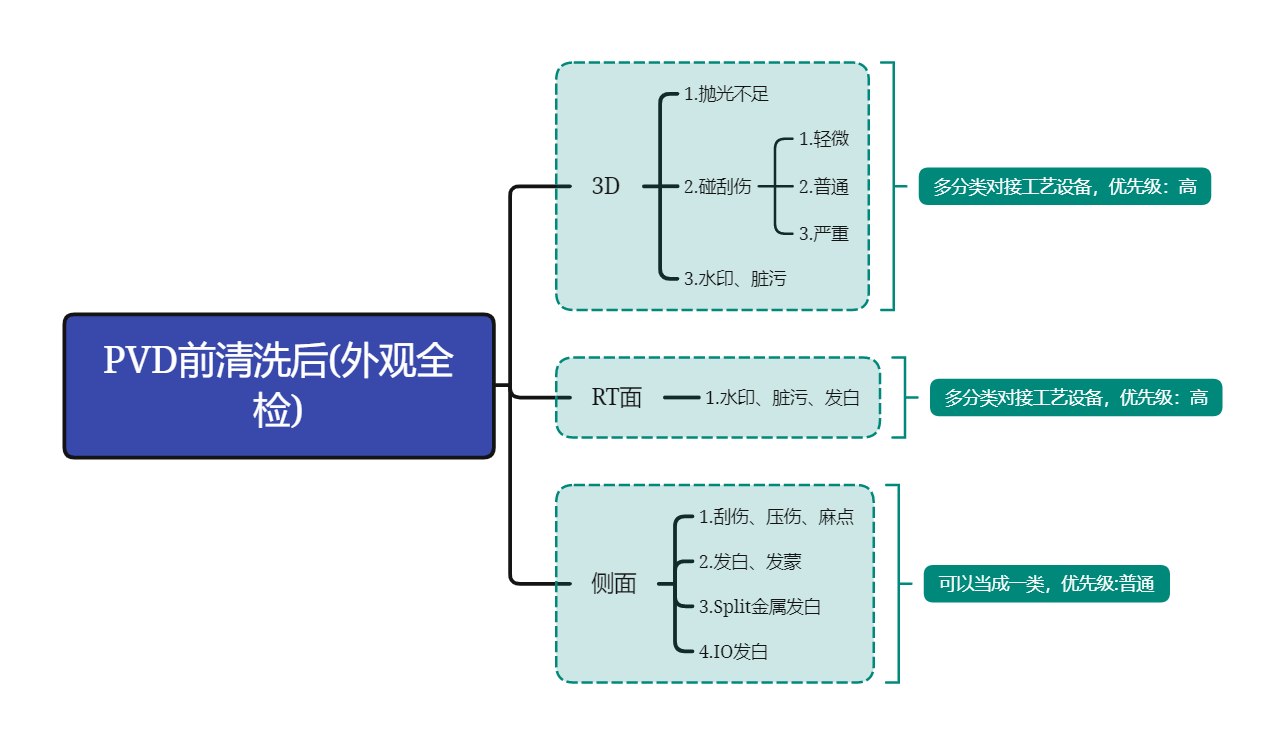 PVD前清洗后(外观全
检)
3D
1.抛光不足
2.碰刮伤
1.轻微
2.普通
3.严重
3.水印、脏污
多分类对接工艺设备，优先级：高
RT面
1.水印、脏污、发白
多分类对接工艺设备，优先级：高
侧面
1.刮伤、压伤、麻点
2.发白、发蒙
3.Split金属发白
4.IO发白
可以当成一类，优先级:普通